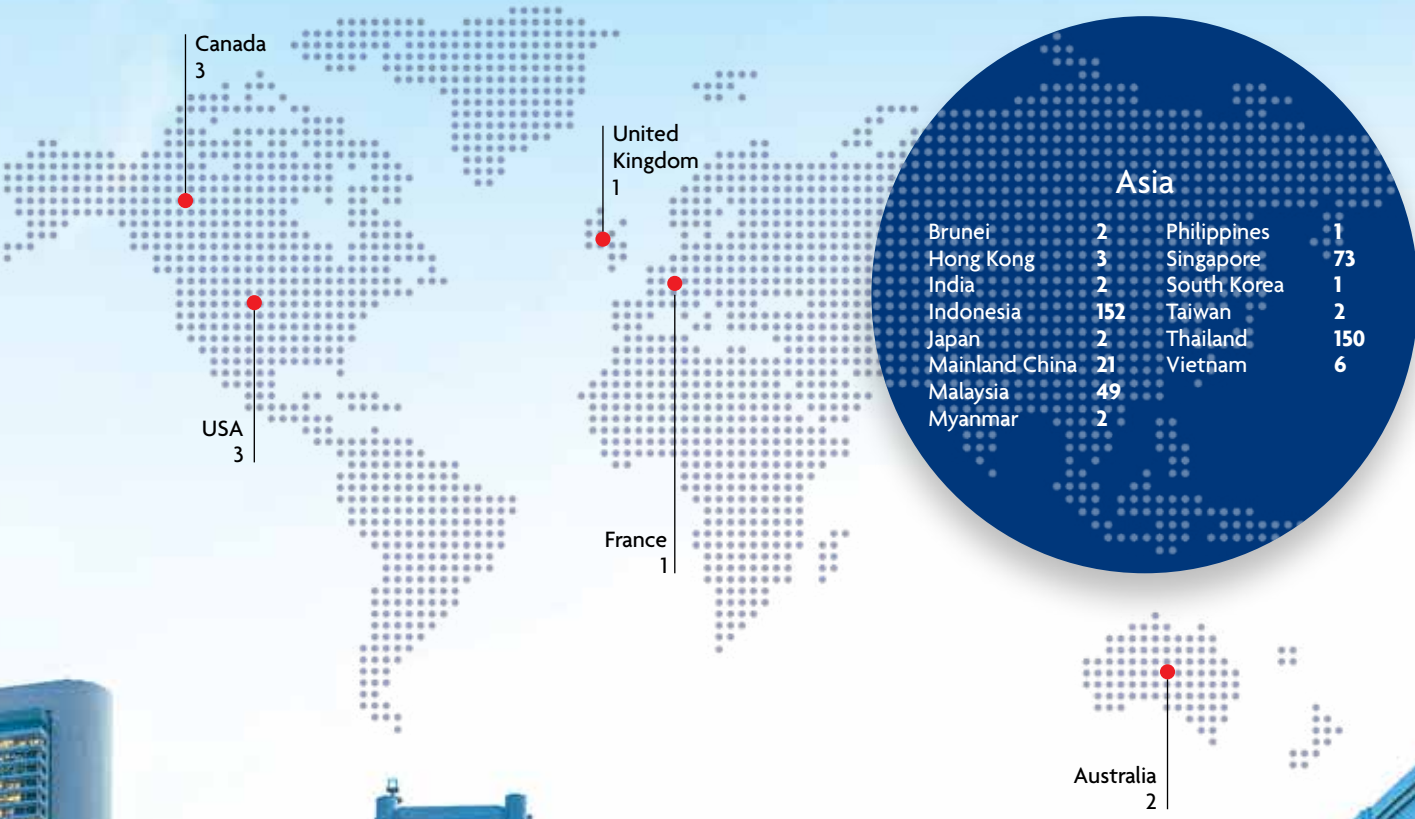 Canada
3
United
Kingdom
1
USA
3
France
1
Asia
Brunei 2
Hong Kong 3
India 2
Indonesia 152
Japan 2
Mainland China 21
Malaysia 49
Myanmar 2
Philippines 1
Singapore 73
South Korea 1
Taiwan 2
Thailand 150
Vietnam 6
Australia
2